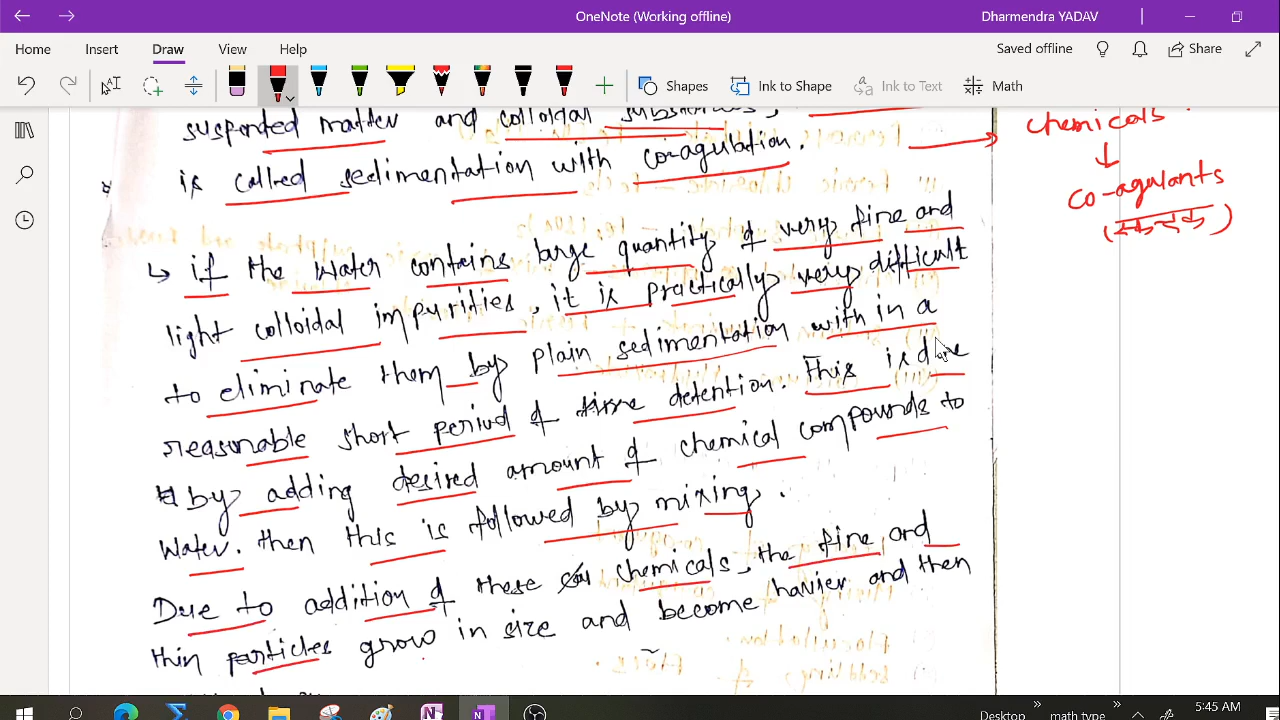 OneNote (Working offline)
Dharmendra YADAV
Home Insert Draw View Help
Saved offline
Share
Shapes
Ink to Shape
Ink to Text
Math
suspended matter and colloidal substances,
is called sedimentation with co-agulation.
chemicals
↓
co-agulants
↳ if the water contains large quantity of very fine and
light colloidal impurities, it is practically very difficult
to eliminate them by plain sedimentation with in a
reasonable short period of time detention. This is done
by adding desired amount of chemical compounds to
water. then this is followed by mixing.
Due to addition of these chemicals, the fine and
thin particles grow in size and become havier and then
Desktop
math type
5:45 AM